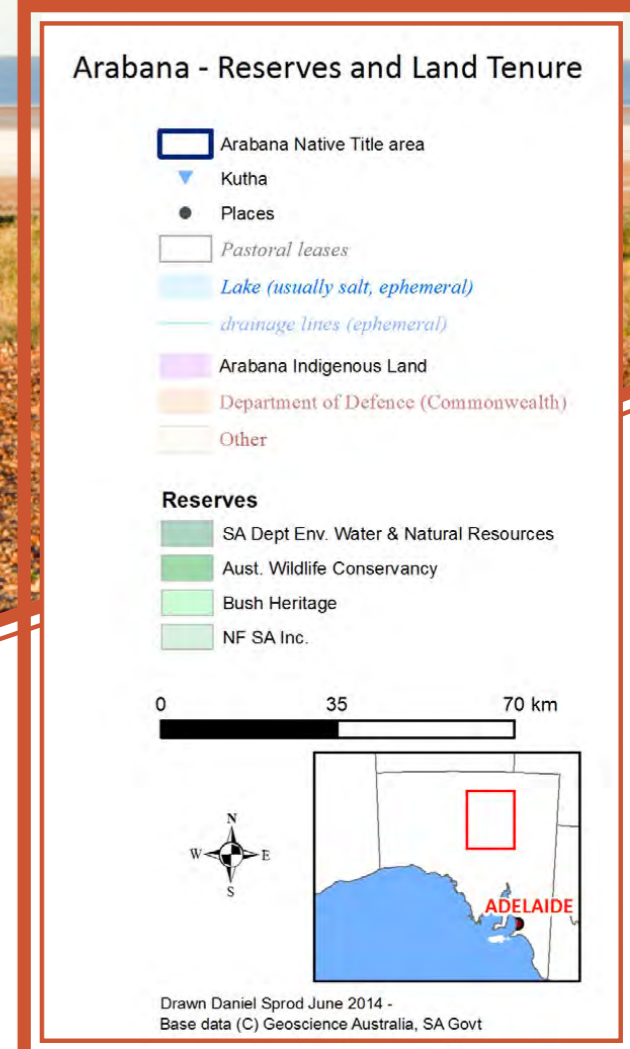 Arabana - Reserves and Land Tenure
Arabana Native Title area
Kutha
Places
Pastoral leases
Lake (usually salt, ephemeral)
drainage lines (ephemeral)
Arabana Indigenous Land
Department of Defence (Commonwealth)
Other
Reserves
SA Dept Env. Water & Natural Resources
Aust. Wildlife Conservancy
Bush Heritage
NF SA Inc.
0 35 70 km
N
W E
S
ADELAIDE
Drawn Daniel Sprod June 2014 -
Base data (C) Geoscience Australia, SA Govt